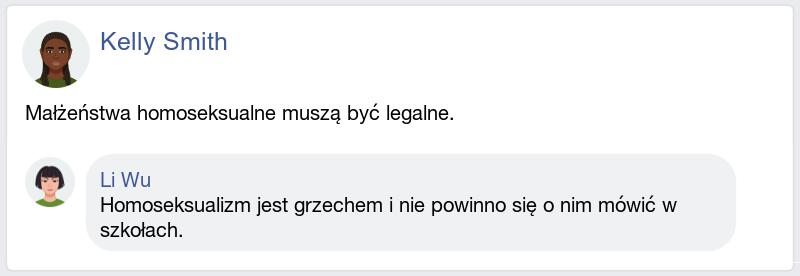 Kelly Smith
Małżeństwa homoseksualne muszą być legalne.
Li Wu
Homoseksualizm jest grzechem i nie powinno się o nim mówić w
szkołach.